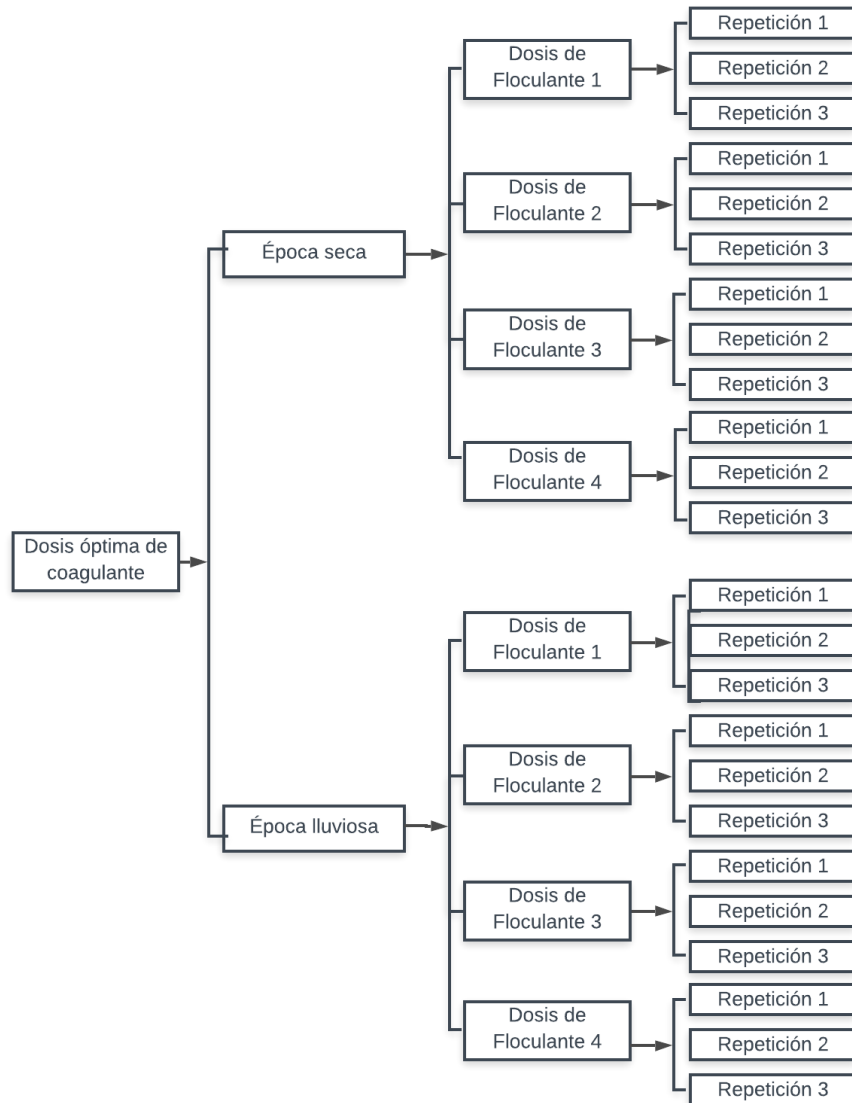 Dosis óptima de
coagulante
Época seca
Dosis de
Floculante 1
Repetición 1
Repetición 2
Repetición 3
Dosis de
Floculante 2
Repetición 1
Repetición 2
Repetición 3
Dosis de
Floculante 3
Repetición 1
Repetición 2
Repetición 3
Dosis de
Floculante 4
Repetición 1
Repetición 2
Repetición 3
Época lluviosa
Dosis de
Floculante 1
Repetición 1
Repetición 2
Repetición 3
Dosis de
Floculante 2
Repetición 1
Repetición 2
Repetición 3
Dosis de
Floculante 3
Repetición 1
Repetición 2
Repetición 3
Dosis de
Floculante 4
Repetición 1
Repetición 2
Repetición 3